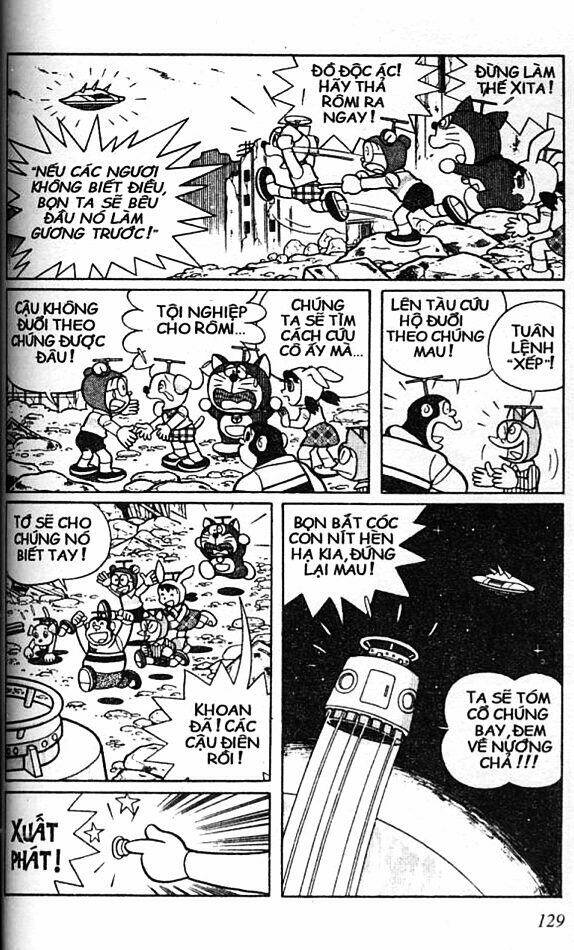 "NẾU CÁC NGƯƠI
KHÔNG BIẾT ĐIỀU,
BỌN TA SẼ BÊU
ĐẦU NÓ LÀM
GƯƠNG TRƯỚC!"
ĐỒ ĐỘC ÁC!
HÃY THẢ
RÔMI RA
NGAY!
ĐỪNG LÀM
THẾ XITA!
CẬU KHÔNG
ĐUỔI THEO
CHÚNG ĐƯỢC
ĐÂU!
TỘI NGHIỆP
CHO RÔMI...
CHÚNG
TA SẼ TÌM
CÁCH CỨU
CÔ ẤY MÀ...
LÊN TÀU CỨU
HỘ ĐUỔI
THEO CHÚNG
MAU!
TUÂN
LỆNH
"XẾP"!
TỚ SẼ CHO
CHÚNG NÓ
BIẾT TAY!
KHOAN
ĐÃ! CÁC
CẬU ĐIÊN
RỒI!
XUẤT
PHÁT!
BỌN BẮT CÓC
CON NÍT HÈN
HẠ KIA, ĐỨNG
LẠI MAU!
TA SẼ TÓM
CỔ CHÚNG
BAY, ĐEM
VỀ NƯỚNG
CHẢ!!!
129